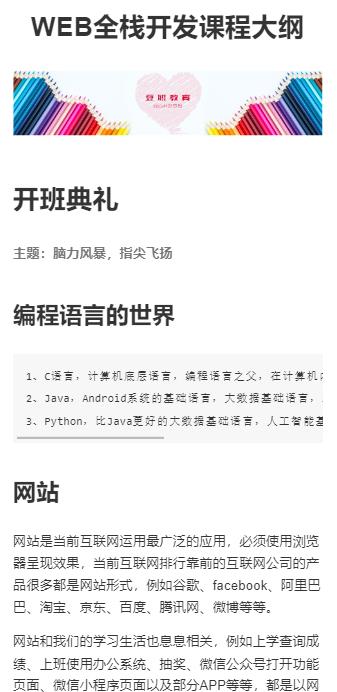 WEB全栈开发课程大纲
亚职教育
开班典礼
主题：脑力风暴，指尖飞扬
编程语言的世界
1、C语言，计算机底层语言，编程语言之父，在计算机
2、Java，Android系统的基础语言，大数据基础语言，
3、Python，比Java更好的大数据基础语言，人工智能基
网站
网站是当前互联网运用最广泛的应用，必须使用浏览
器呈现效果，当前互联网排行靠前的互联网公司的产
品很多都是网站形式，例如谷歌、facebook、阿里巴
巴、淘宝、京东、百度、腾讯网、微博等等。
网站和我们的学习生活也息息相关，例如上学查询成
绩、上班使用办公系统、抽奖、微信公众号打开功能
页面、微信小程序页面以及部分APP等等，都是以网